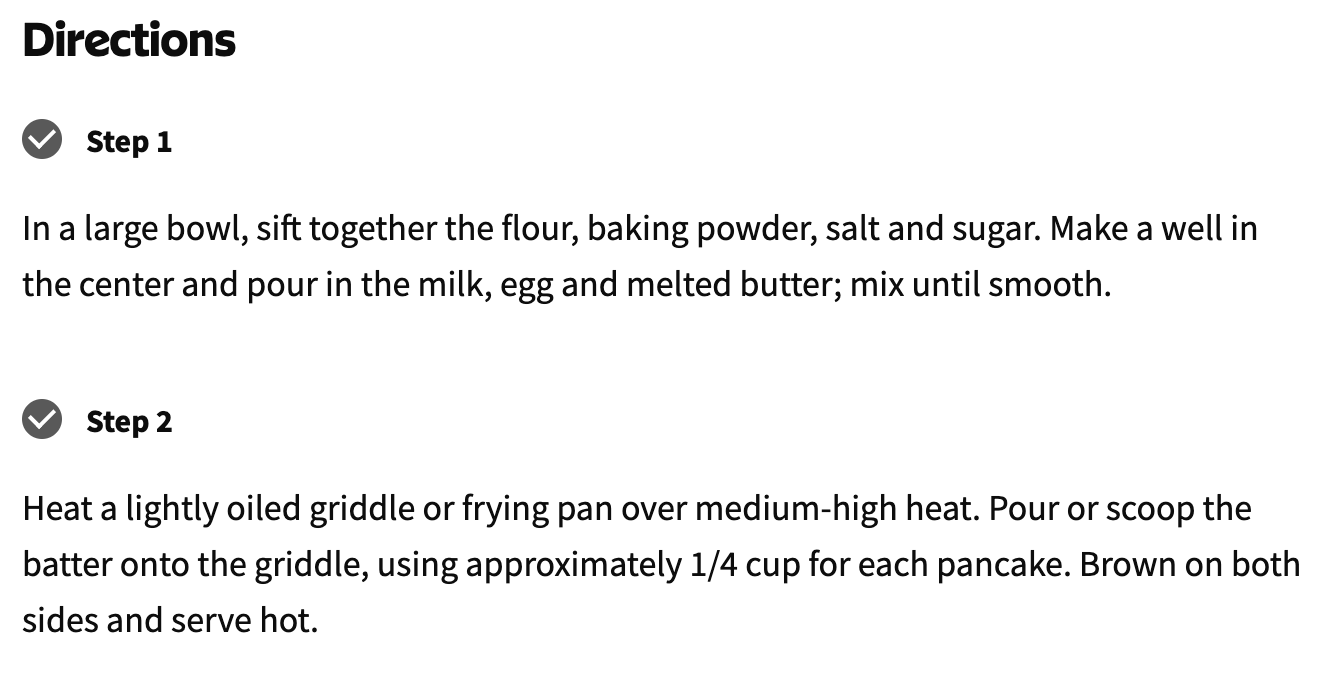 Directions
Step 1
In a large bowl, sift together the flour, baking powder, salt and sugar. Make a well in
the center and pour in the milk, egg and melted butter; mix until smooth.
Step 2
Heat a lightly oiled griddle or frying pan over medium-high heat. Pour or scoop the
batter onto the griddle, using approximately 1/4 cup for each pancake. Brown on both
sides and serve hot.